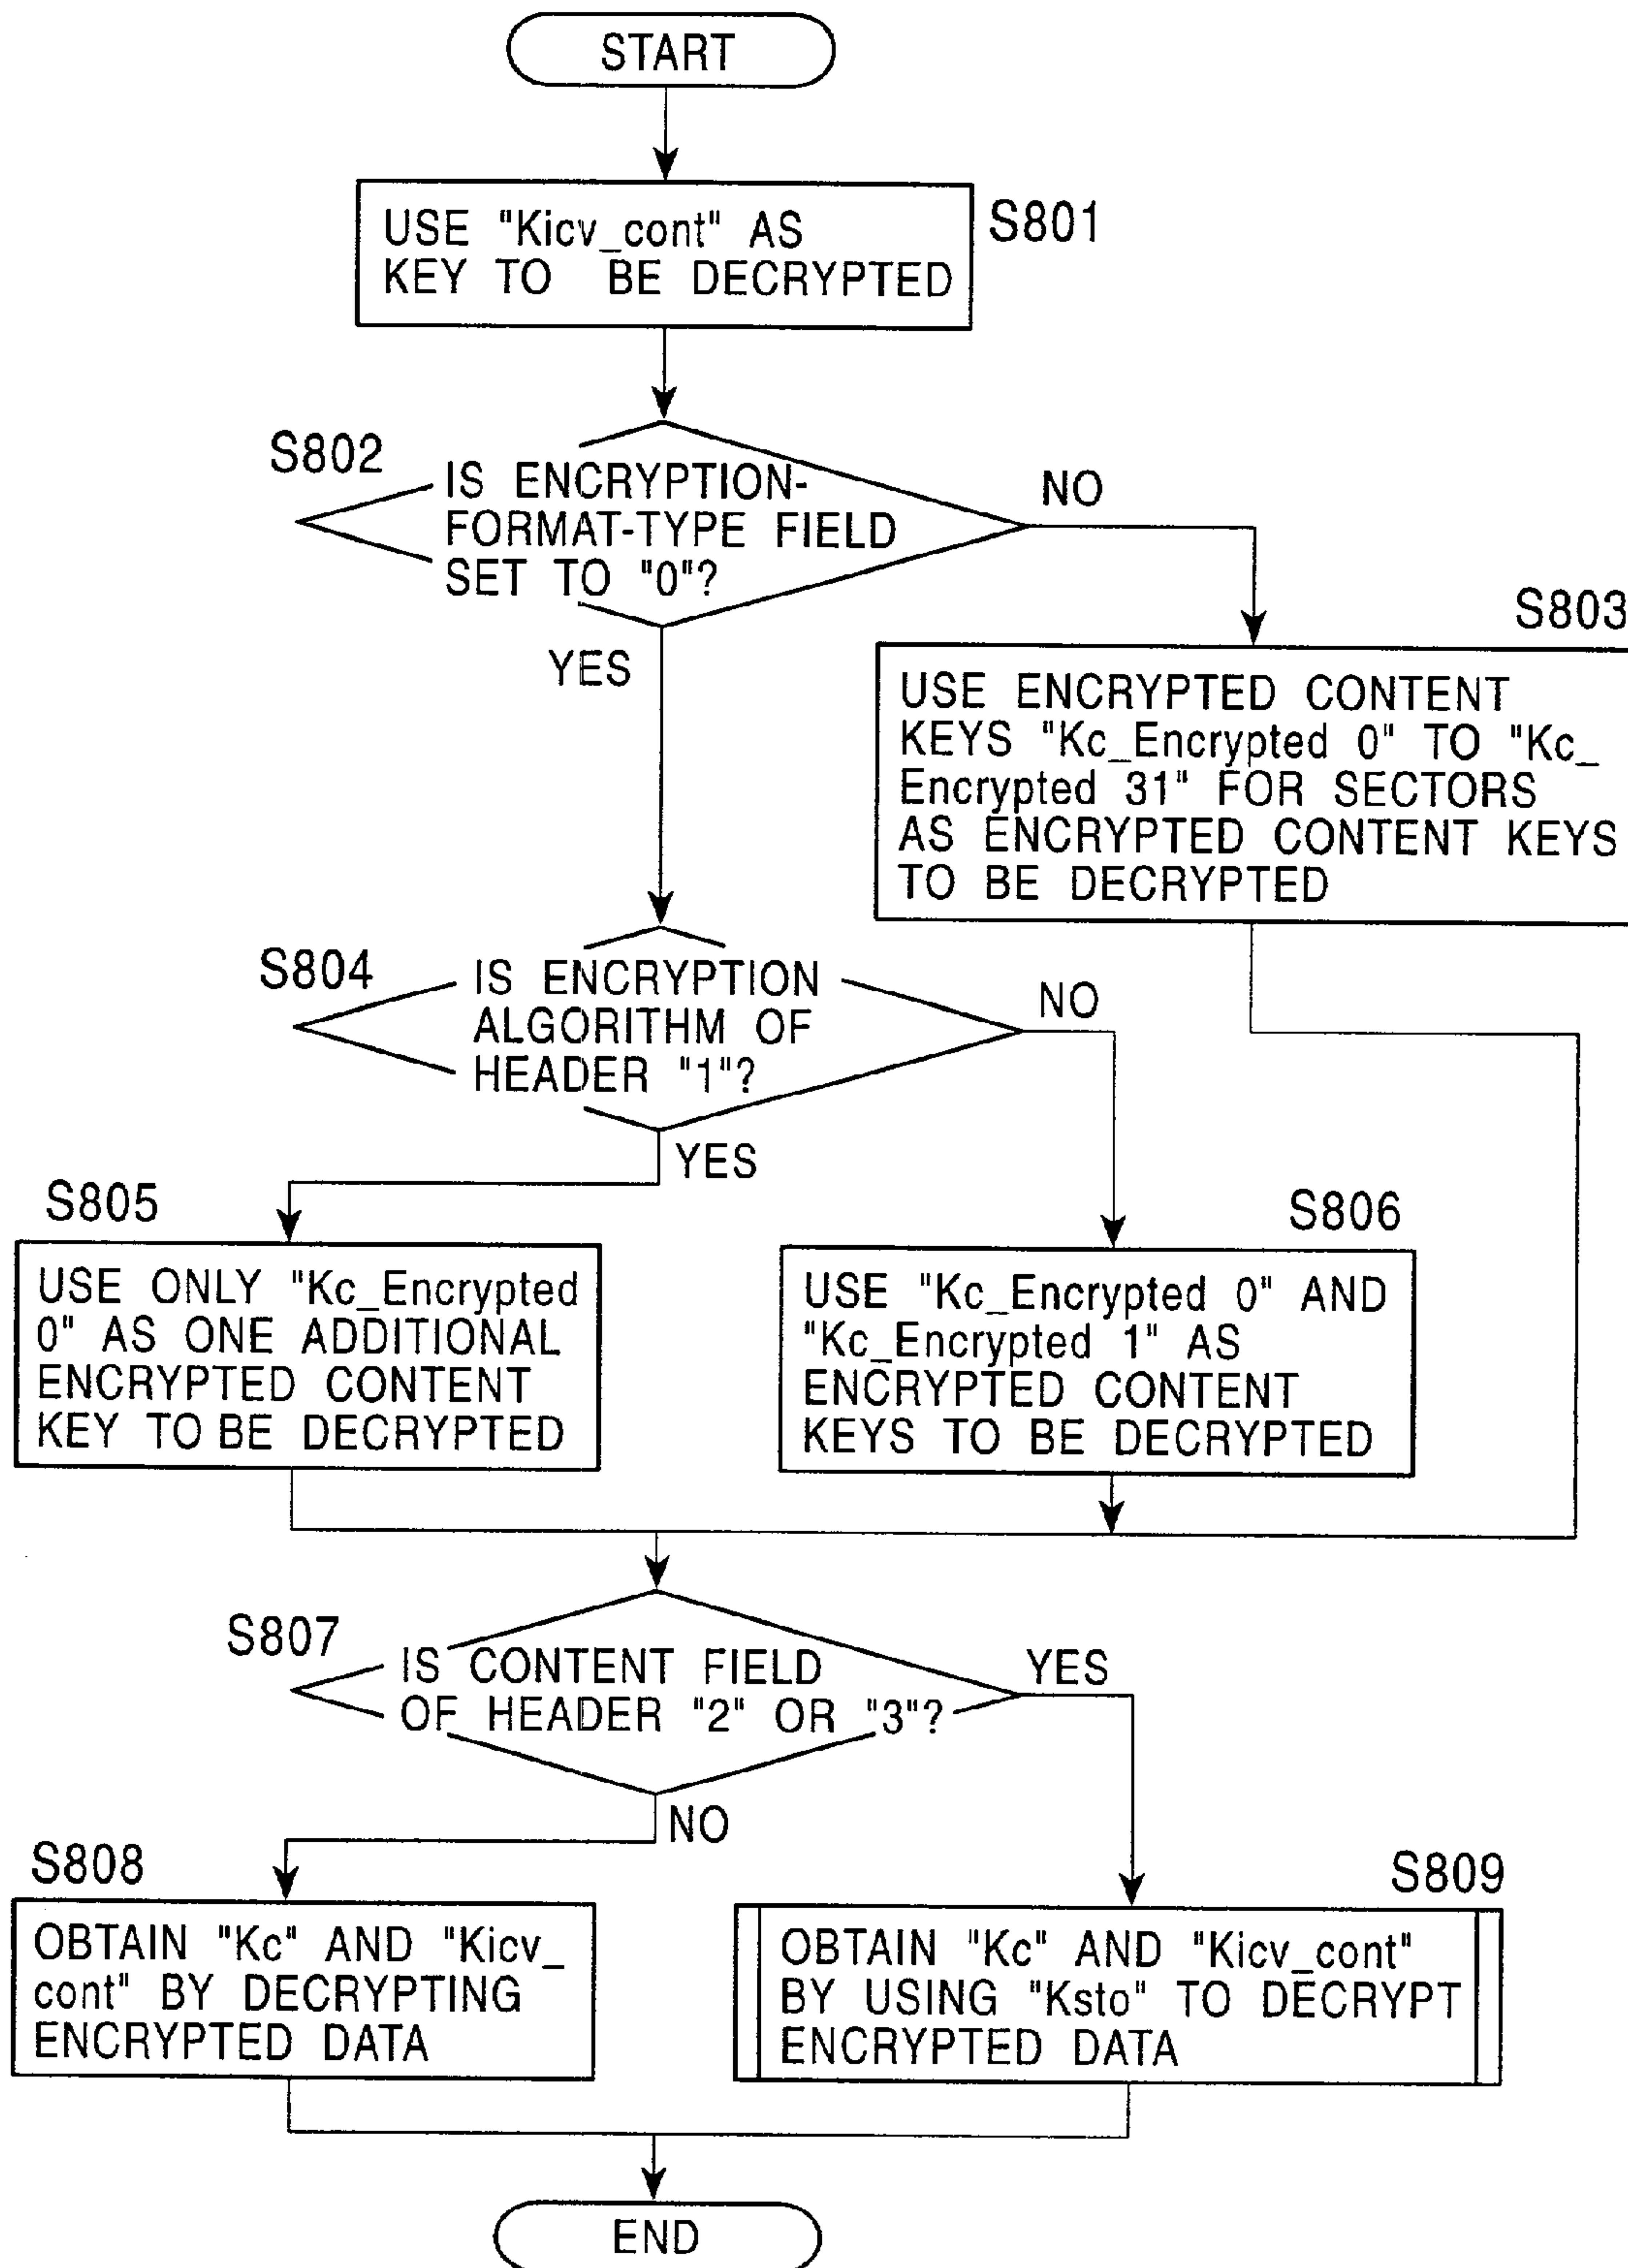 START
S801
USE "Kicv_cont" AS
KEY TO BE DECRYPTED
S802
IS ENCRYPTION-
FORMAT-TYPE FIELD
SET TO "0"?
NO
YES
S803
USE ENCRYPTED CONTENT
KEYS "Kc_Encrypted 0" TO "Kc_
Encrypted 31" FOR SECTORS
AS ENCRYPTED CONTENT KEYS
TO BE DECRYPTED
S804
IS ENCRYPTION
ALGORITHM OF
HEADER "1"?
NO
YES
S805
USE ONLY "Kc_Encrypted
0" AS ONE ADDITIONAL
ENCRYPTED CONTENT
KEY TO BE DECRYPTED
S806
USE "Kc_Encrypted 0" AND
"Kc_Encrypted 1" AS
ENCRYPTED CONTENT
KEYS TO BE DECRYPTED
S807
IS CONTENT FIELD
OF HEADER "2" OR "3"?
YES
NO
S808
OBTAIN "Kc" AND "Kicv_
cont" BY DECRYPTING
ENCRYPTED DATA
S809
OBTAIN "Kc" AND "Kicv_cont"
BY USING "Ksto" TO DECRYPT
ENCRYPTED DATA
END